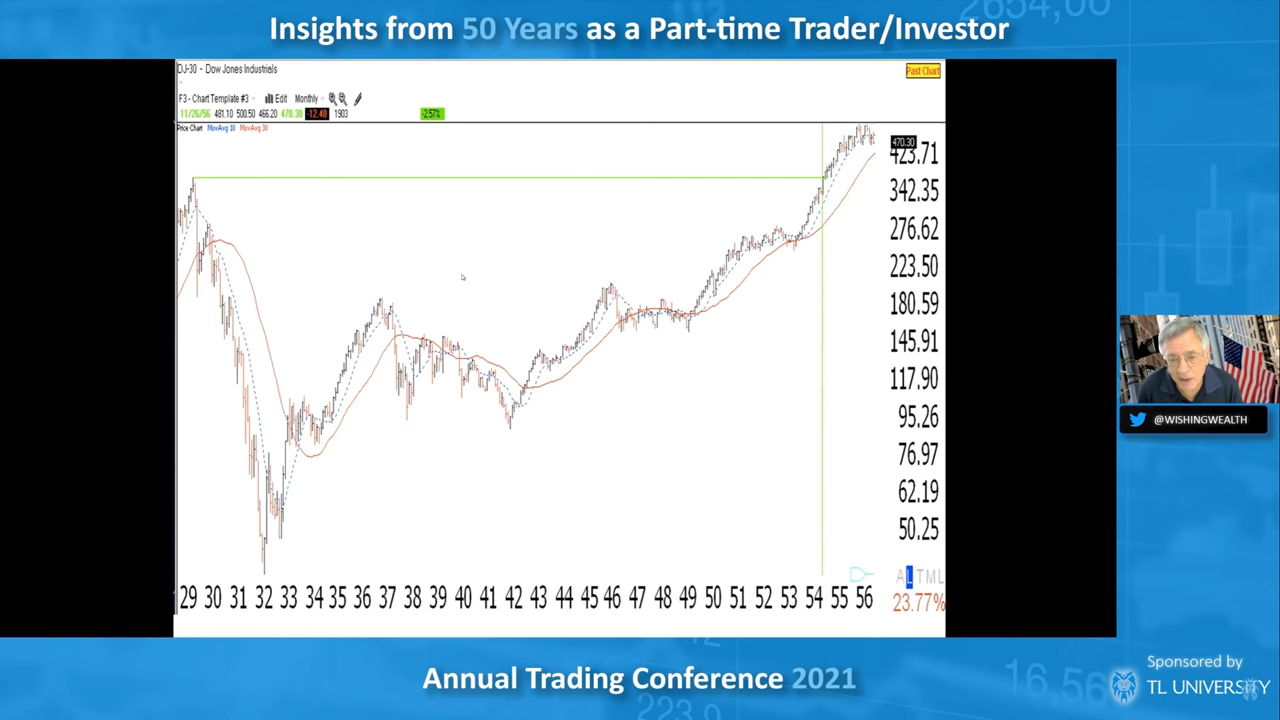 Insights from 50 Years as a Part-time Trader/Investor
DJ-30 - Dow Jones Industrials
Past Chart
F3 - Chart Template #3 Edit Monthly
11/26/56 481.10 500.50 466.20 470.30 -12.40 1903 -2.57%
Price Chart MovAvg 10 MovAvg 30
470.30
423.71
342.35
276.62
223.50
180.59
145.91
117.90
95.26
76.97
62.19
50.25
A L T M L
23.77%
29 30 31 32 33 34 35 36 37 38 39 40 41 42 43 44 45 46 47 48 49 50 51 52 53 54 55 56
@WISHINGWEALTH
Annual Trading Conference 2021
Sponsored by
TL UNIVERSITY